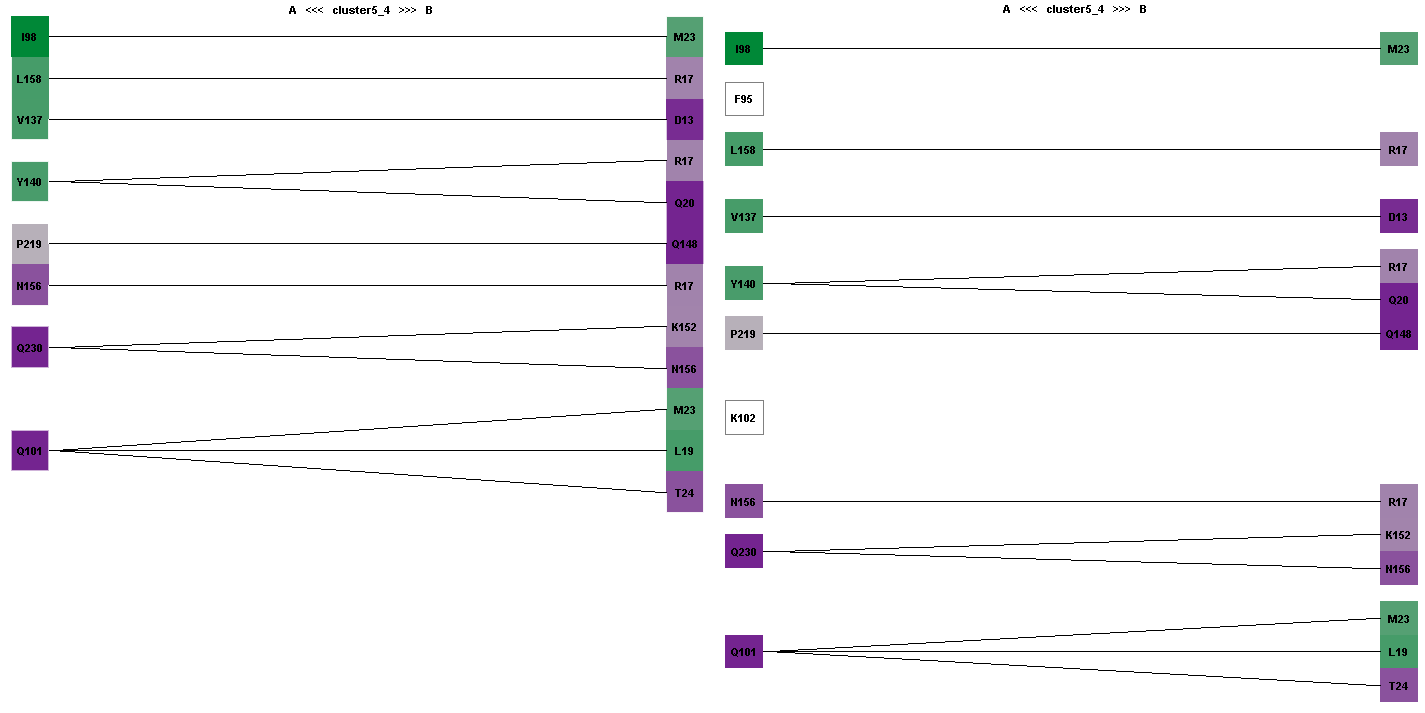 A <<< cluster5_4 >>> B
I98 M23
L158 R17
V137 D13
Y140 R17
Q20
P219 Q148
N156 R17
Q230 K152
N156
M23
Q101 L19
T24
A <<< cluster5_4 >>> B
I98 M23
F95
L158 R17
V137 D13
Y140 R17
Q20
P219 Q148
K102
N156 R17
Q230 K152
N156
M23
Q101 L19
T24